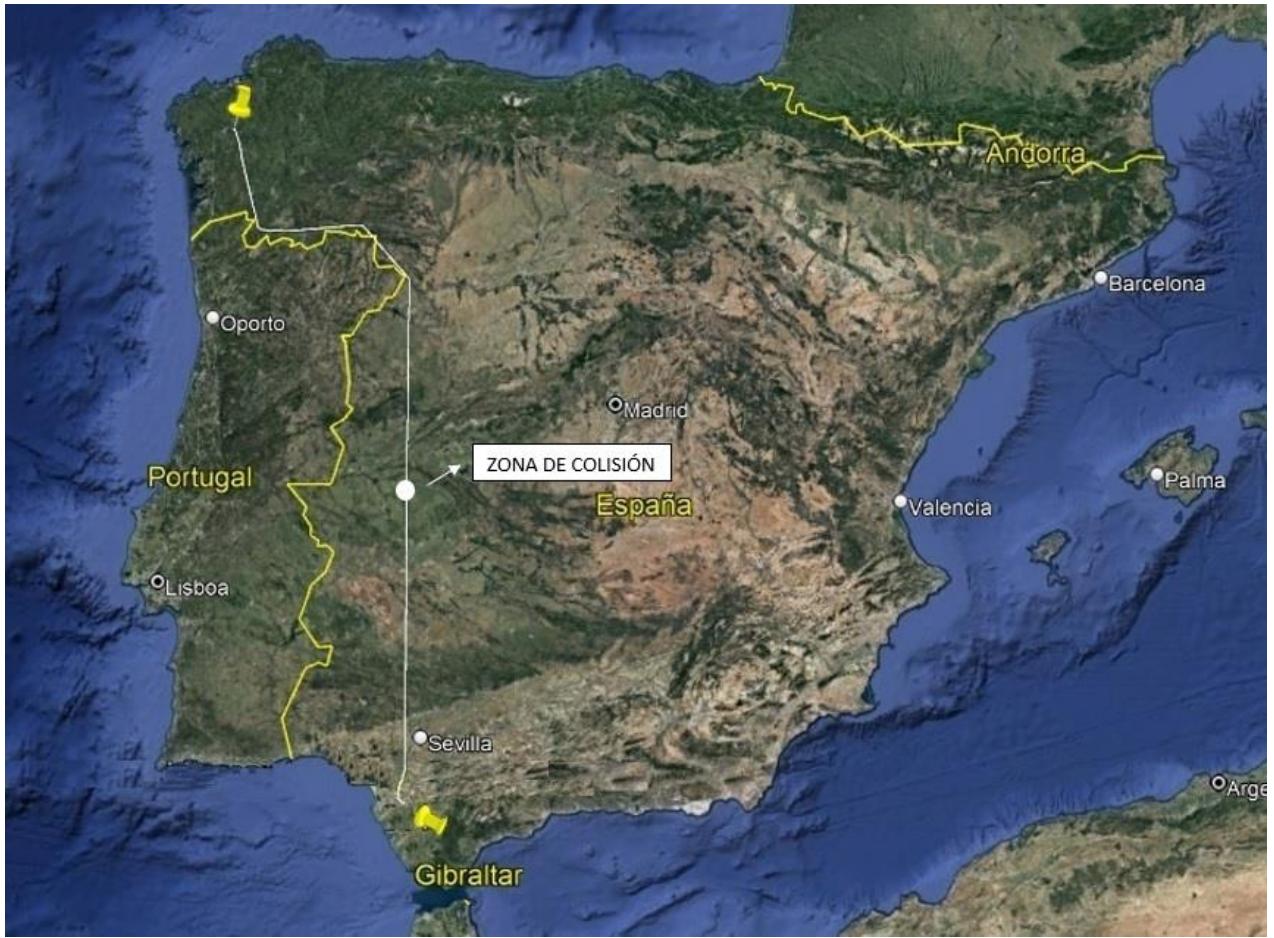 Andorra
Barcelona
Oporto
Madrid
ZONA DE COLISIÓN
Portugal
España
Palma
Valencia
Lisboa
Sevilla
Arge
Gibraltar